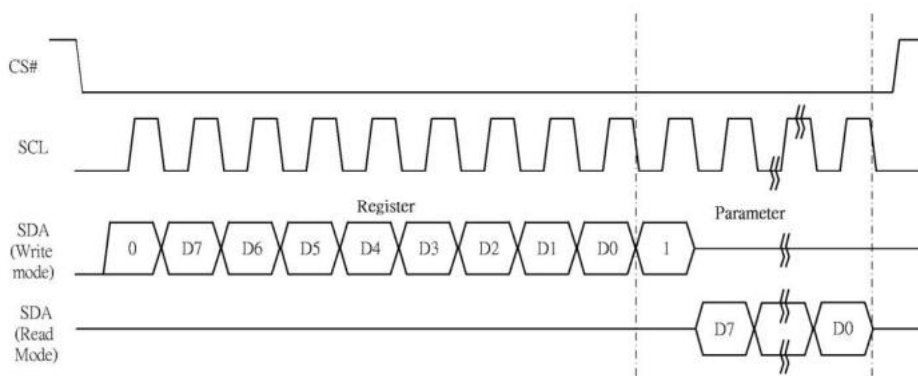 CS#
SCL
Register
Parameter
SDA
(Write
mode)
0 D7 D6 D5 D4 D3 D2 D1 D0 1
SDA
(Read
Mode)
D7 D0